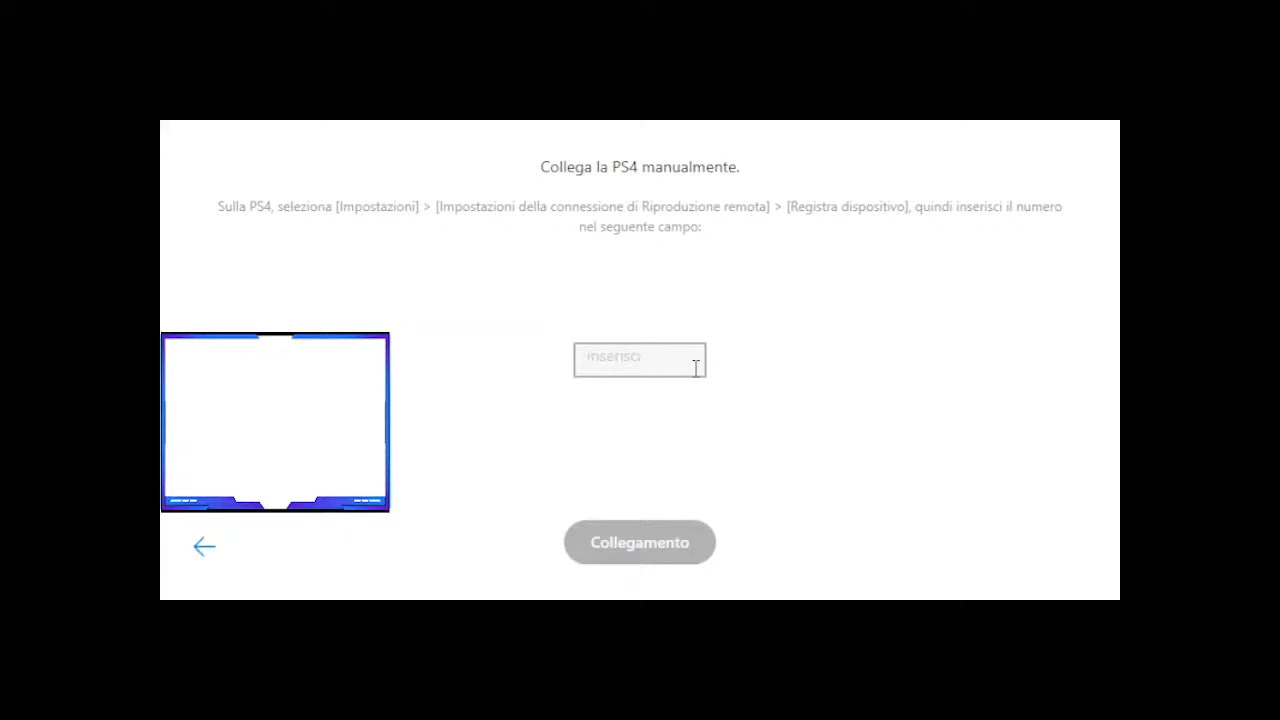 Collega la PS4 manualmente.
Sulla PS4, seleziona [Impostazioni] > [Impostazioni della connessione di Riproduzione remota] > [Registra dispositivo], quindi inserisci il numero
nel seguente campo:
Inserisci
Collegamento